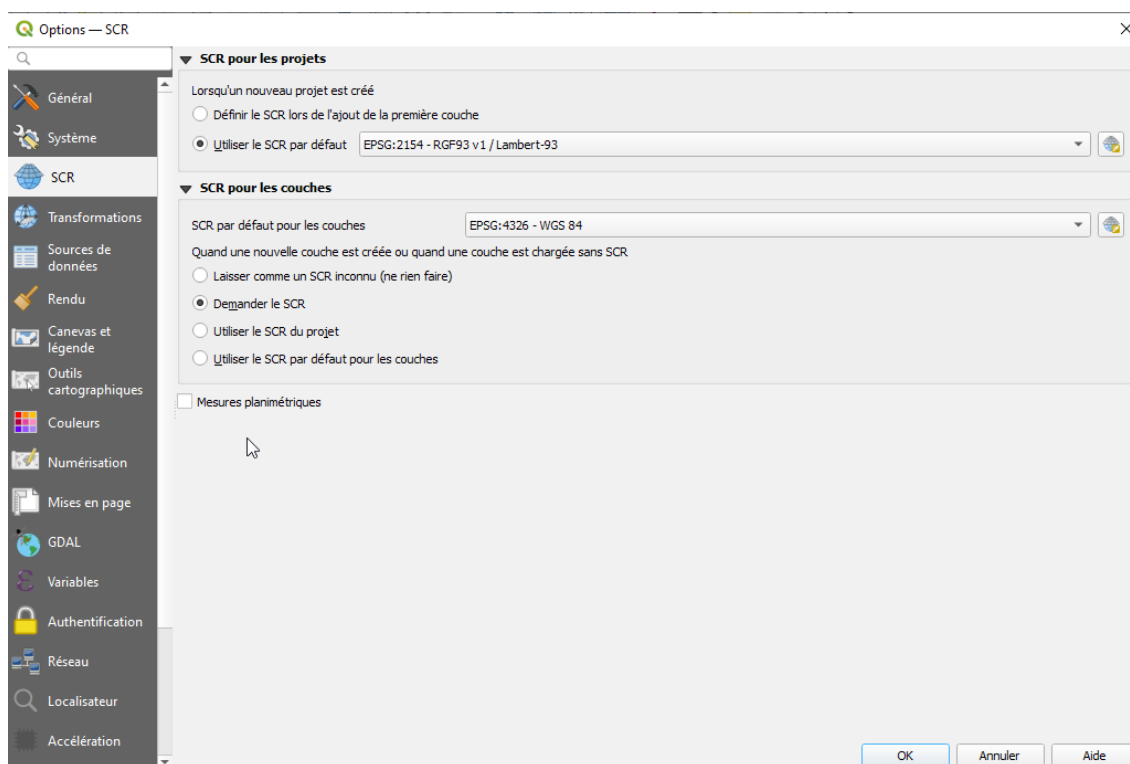 Options — SCR
Général
Système
SCR
Transformations
Sources de
données
Rendu
Canevas et
légende
Outils
cartographiques
Couleurs
Numérisation
Mises en page
GDAL
Variables
Authentification
Réseau
Localisateur
Accélération
SCR pour les projets
Lorsqu'un nouveau projet est créé
Définir le SCR lors de l'ajout de la première couche
Utiliser le SCR par défaut EPSG:2154 - RGF93 v1 / Lambert-93
SCR pour les couches
SCR par défaut pour les couches EPSG:4326 - WGS 84
Quand une nouvelle couche est créée ou quand une couche est chargée sans SCR
Laisser comme un SCR inconnu (ne rien faire)
Demander le SCR
Utiliser le SCR du projet
Utiliser le SCR par défaut pour les couches
Mesures planimétriques
OK Annuler Aide